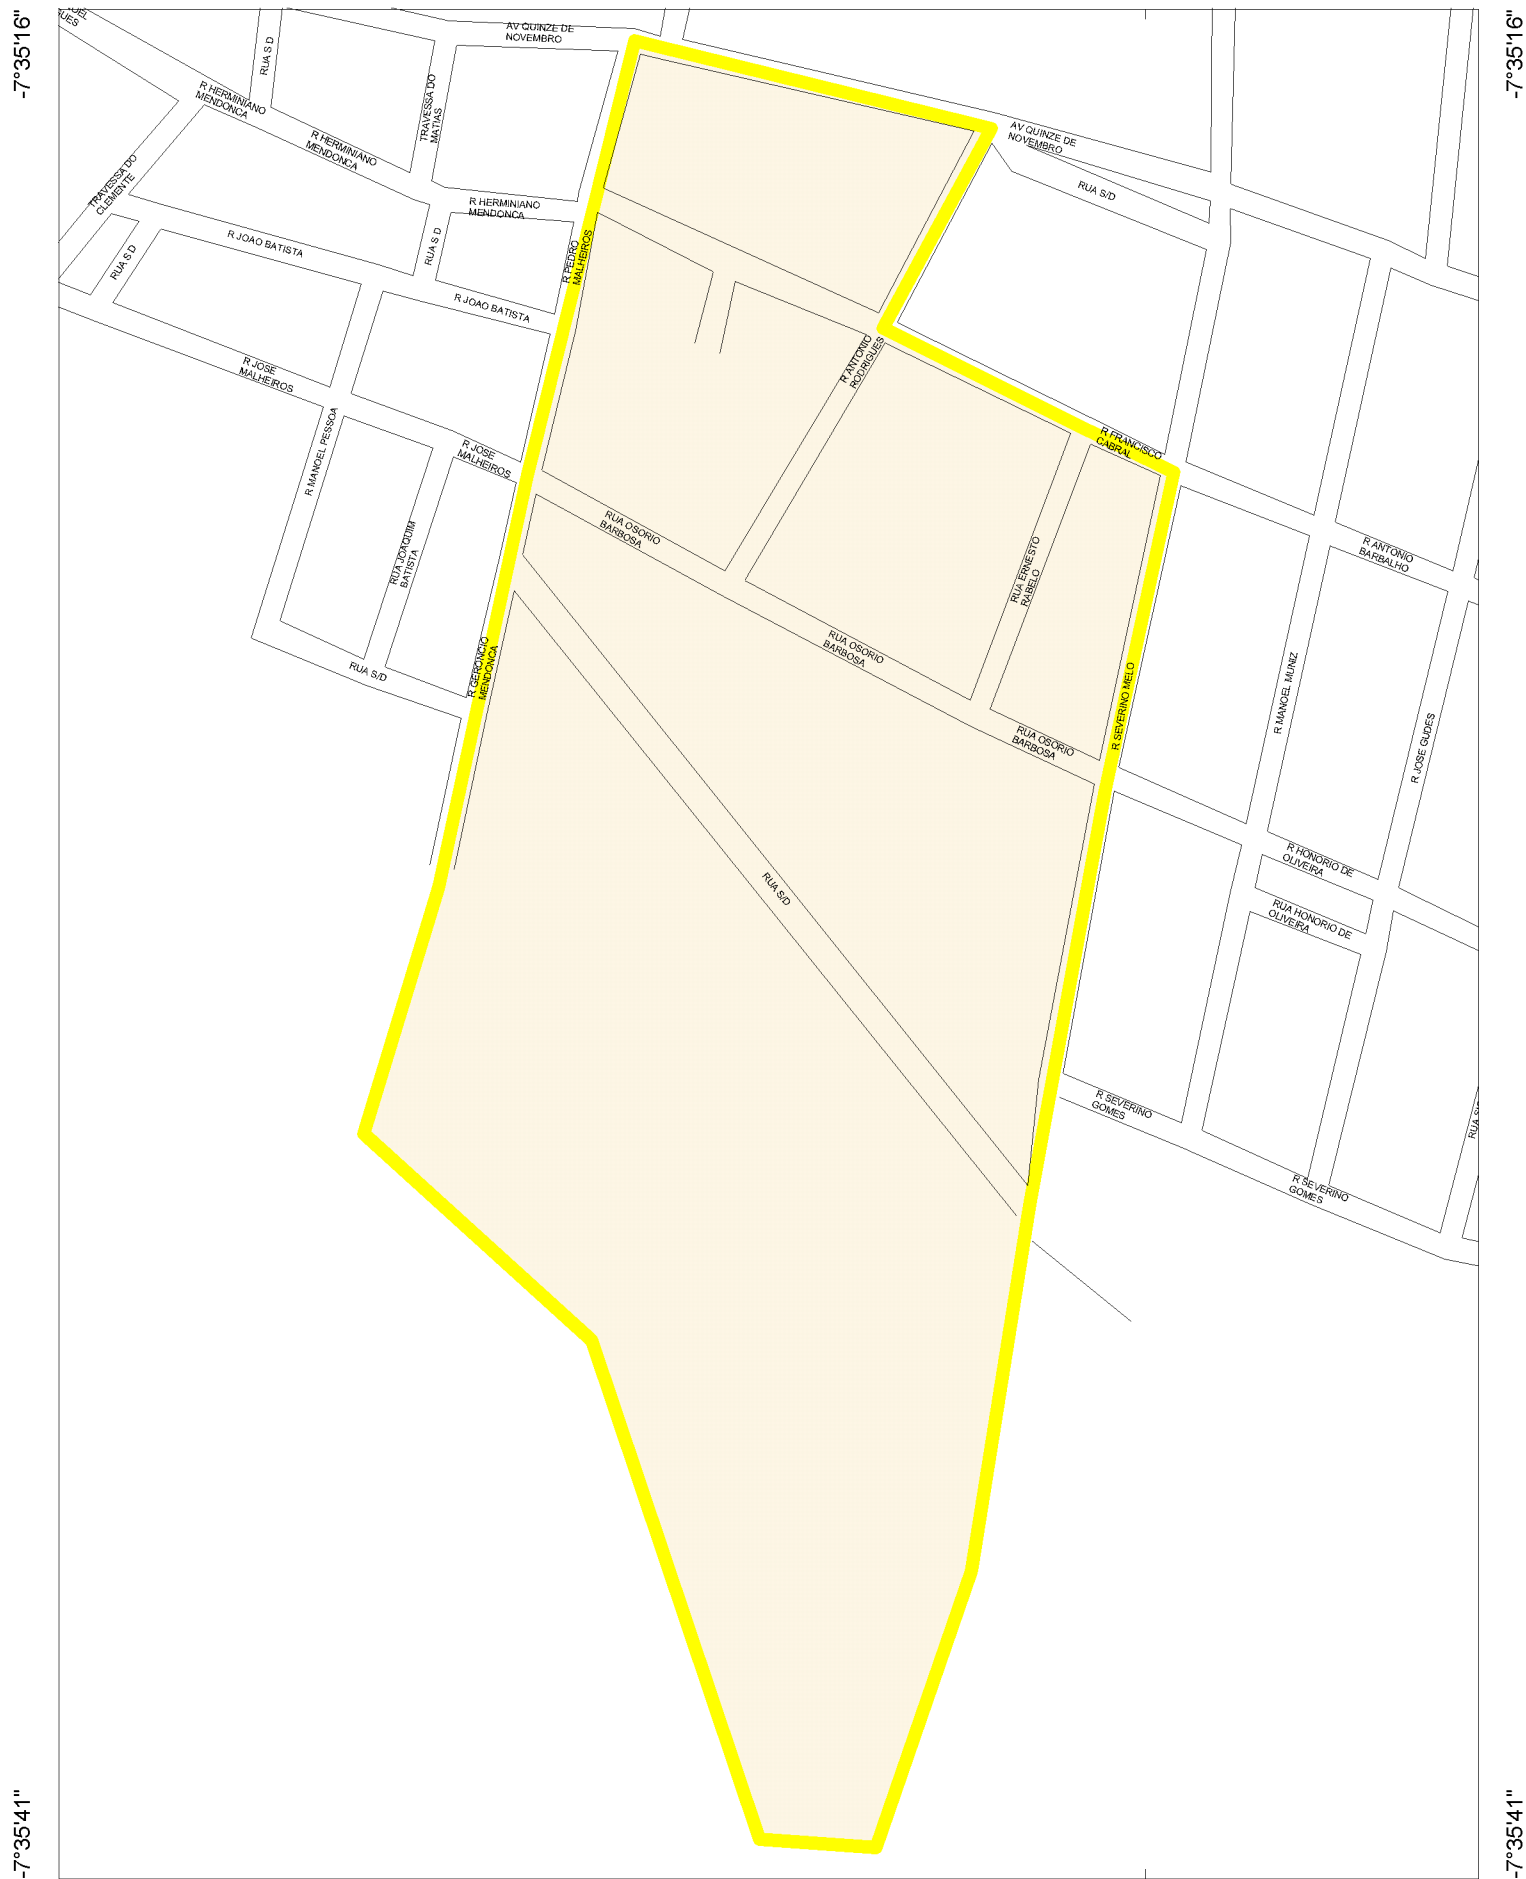 -7°35'16"
-7°35'16"
AV QUINZE DE
NOVEMBRO
RUA S D
R HERMINIANO
MENDONCA
TRAVESSA DO
MATIAS
R HERMINIANO
MENDONCA
AV QUINZE DE
NOVEMBRO
TRAVESSA DO
CLEMENTE
RUA S/D
R HERMINIANO
MENDONCA
R JOAO BATISTA
RUA S D
RUA S D
R PEDRO
MALHEIROS
R JOAO BATISTA
R JOSE
MALHEIROS
R ANTONIO
RODRIGUES
R MANOEL PESSOA
R JOSE
MALHEIROS
R FRANCISCO
CABRAL
RUA OSORIO
BARBOSA
RUA JOAQUIM
BATISTA
RUA ERNESTO
RABELO
R ANTONIO
BARBALHO
RUA S/D
R GERONCIO
MENDONCA
RUA OSORIO
BARBOSA
RUA OSORIO
BARBOSA
R SEVERINO MELO
R MANOEL MUNIZ
R JOSE GUDES
RUA S/D
R HONORIO DE
OLIVEIRA
RUA HONORIO DE
OLIVEIRA
R SEVERINO
GOMES
R SEVERINO
GOMES
-7°35'41"
-7°35'41"